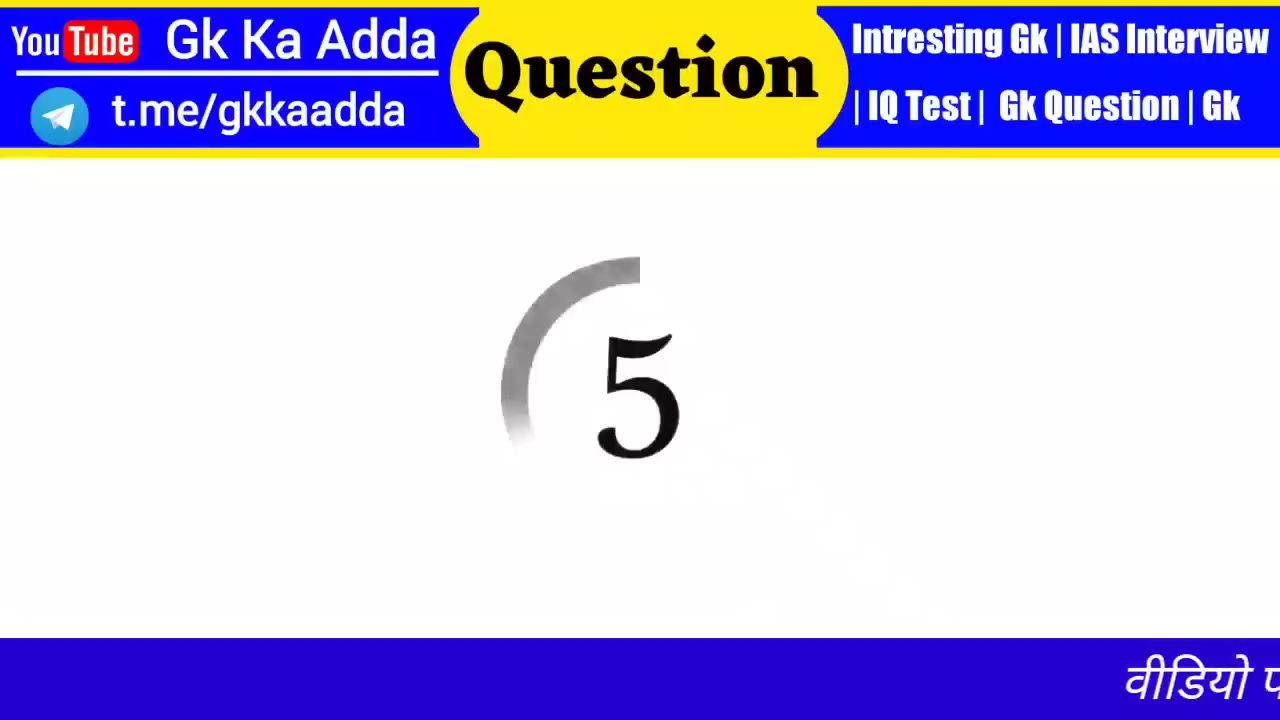 YouTube Gk Ka Adda
t.me/gkkaadda
Question
Intresting Gk | IAS Interview
| IQ Test | Gk Question | Gk
5
वीडियो